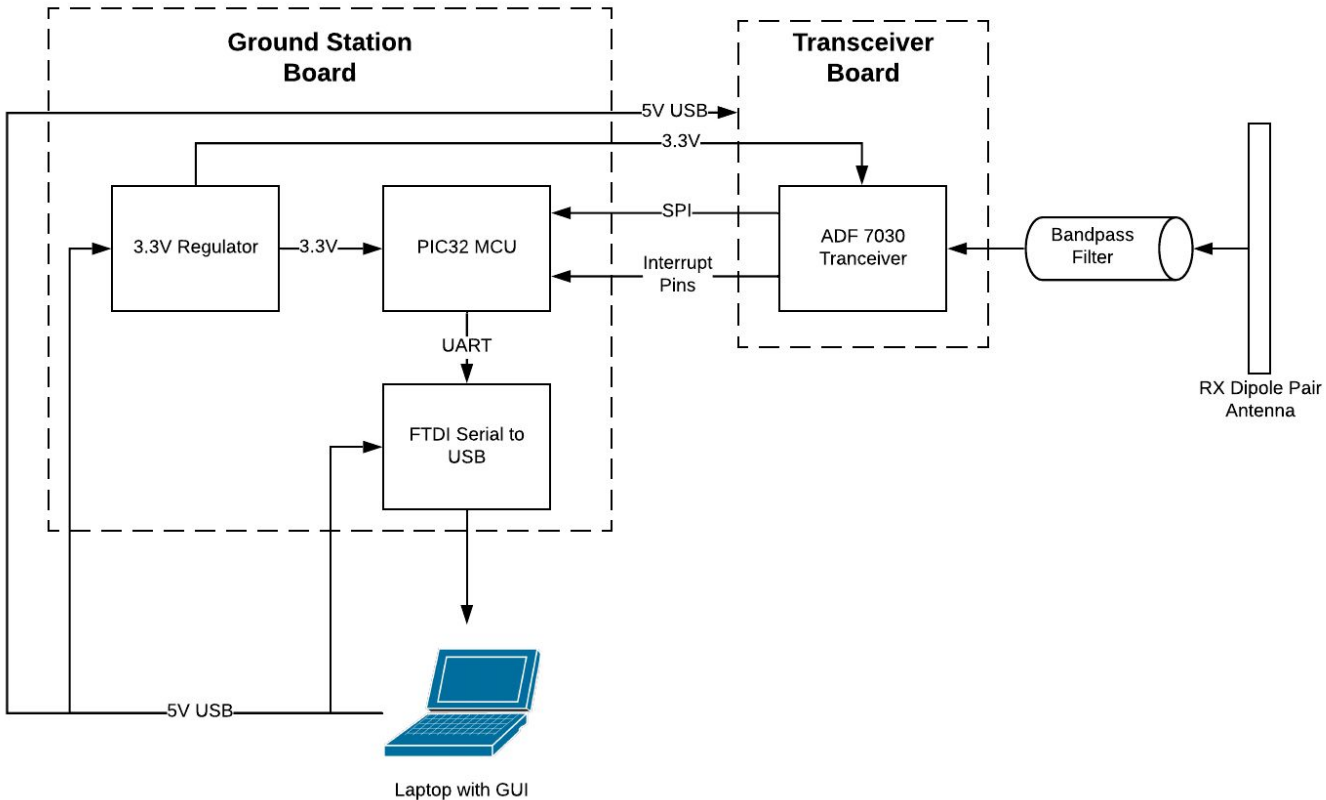 Ground Station
Board
Transceiver
Board
5V USB
3.3V
3.3V Regulator
3.3V
PIC32 MCU
SPI
Interrupt
Pins
ADF 7030
Tranceiver
Bandpass
Filter
UART
RX Dipole Pair
Antenna
FTDI Serial to
USB
5V USB
Laptop with GUI